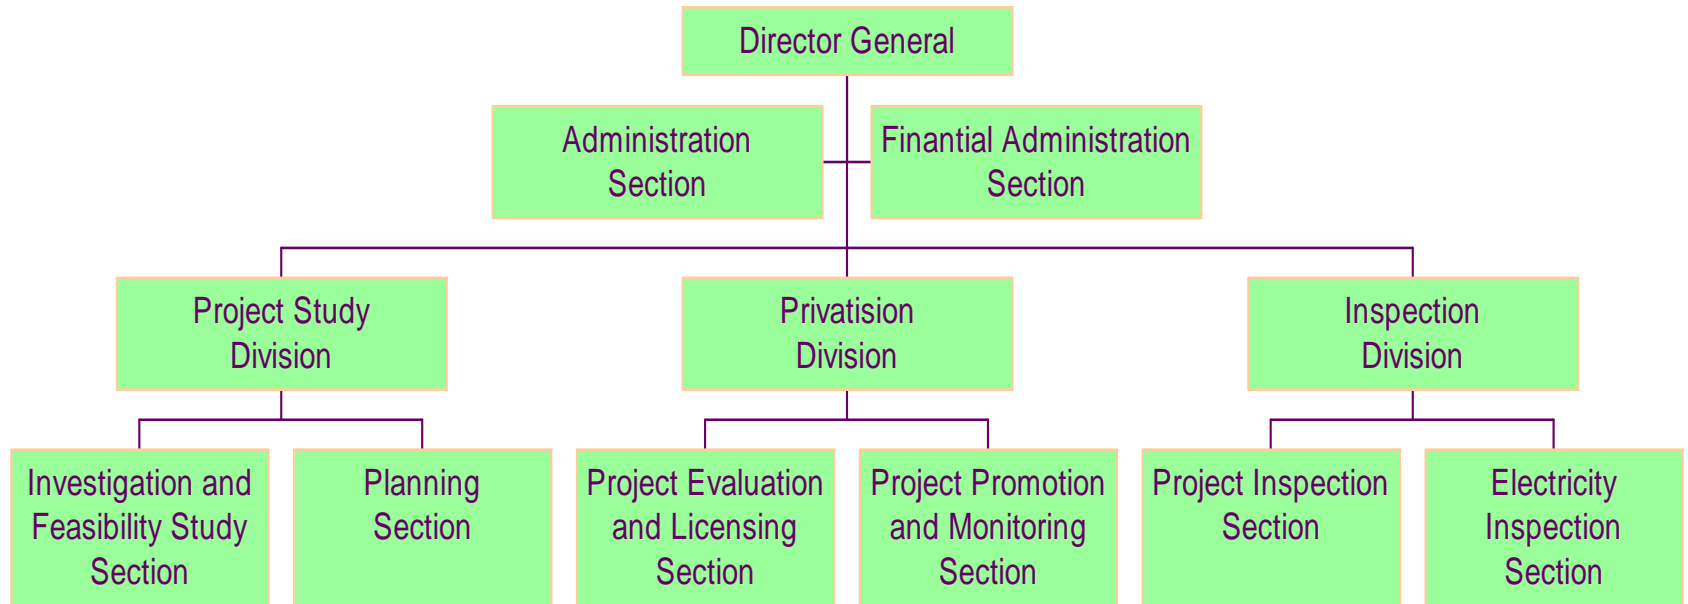 Director General
Administration
Section
Finantial Administration
Section
Project Study
Division
Privatision
Division
Inspection
Division
Investigation and
Feasibility Study
Section
Planning
Section
Project Evaluation
and Licensing
Section
Project Promotion
and Monitoring
Section
Project Inspection
Section
Electricity
Inspection
Section